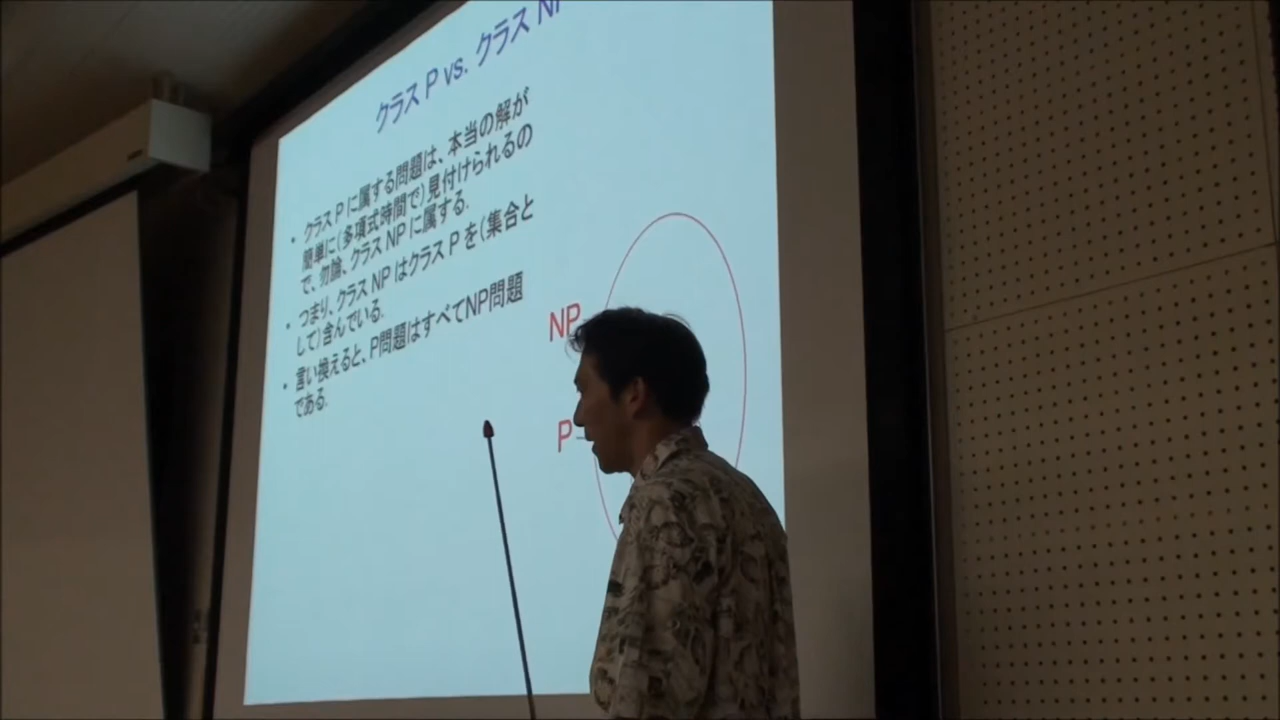 クラス P vs. クラス NP
• クラス P に属する問題は、本当の解が
簡単に(多項式時間で)見付けられるの
で、勿論、クラス NP に属する.
• つまり、クラス NP はクラス P を(集合と
して)含んでいる.
• 言い換えると、P問題はすべてNP問題
である.
NP
P